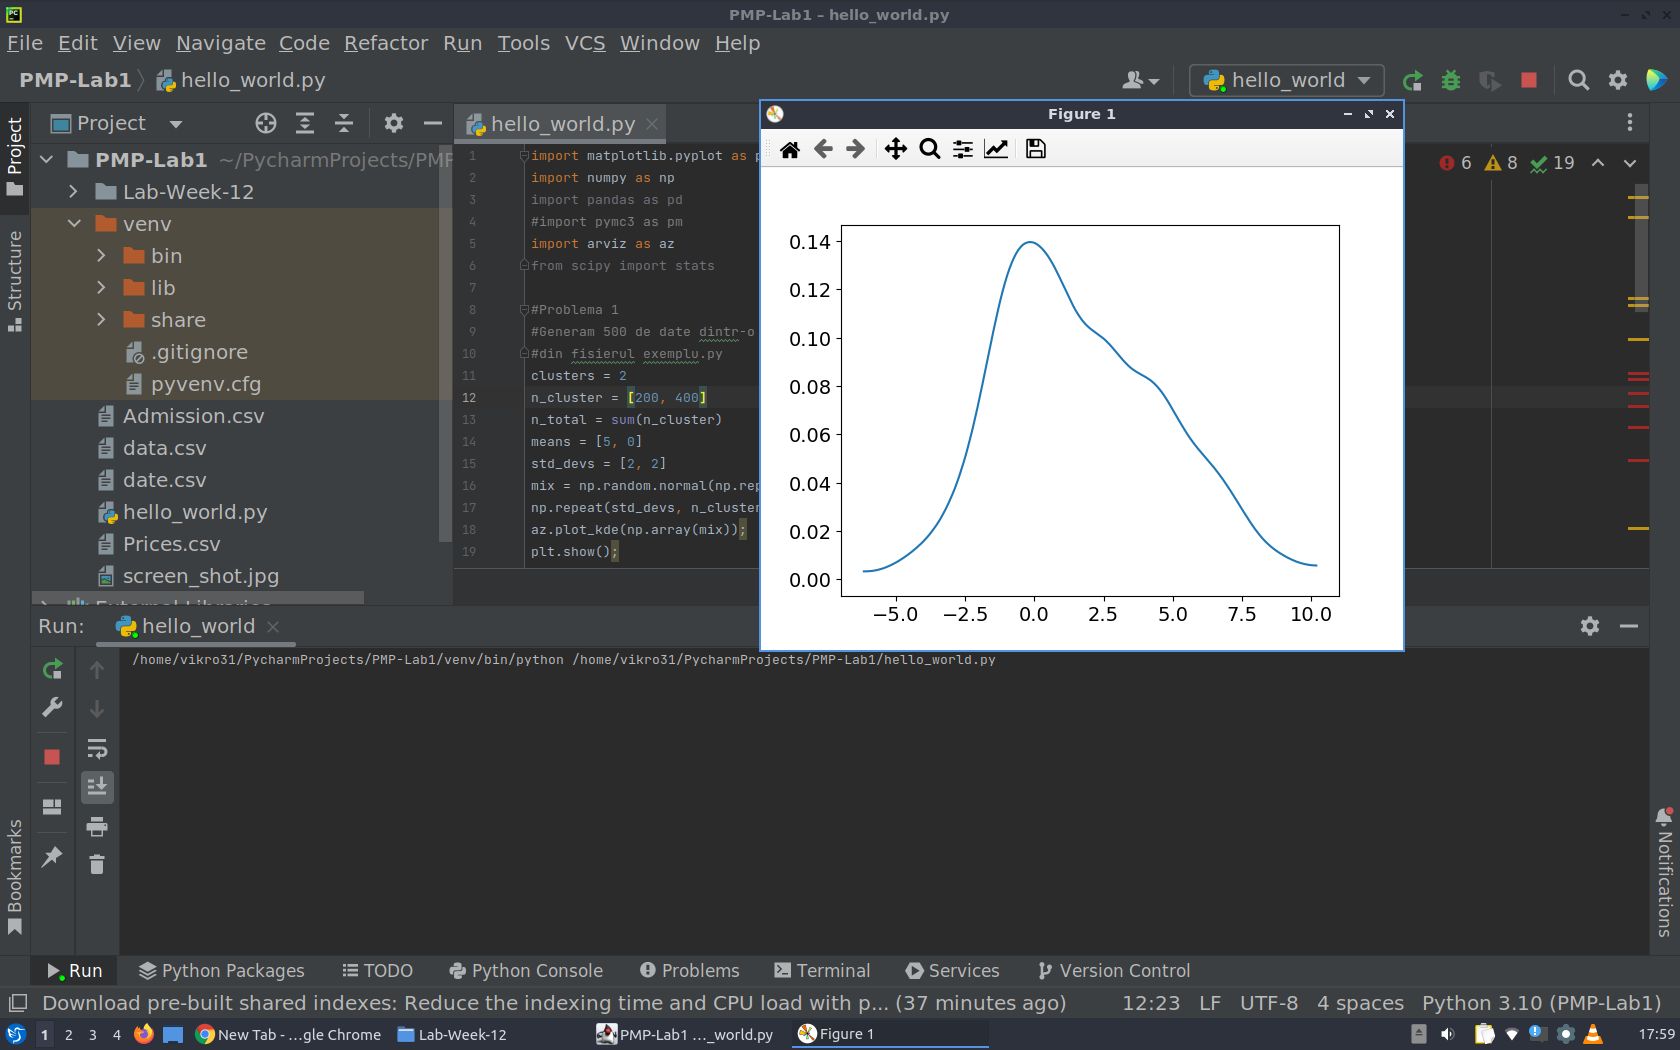 PMP-Lab1 – hello_world.py
File Edit View Navigate Code Refactor Run Tools VCS Window Help
PMP-Lab1 hello_world.py
hello_world
Project
Project
hello_world.py
PMP-Lab1 ~/PycharmProjects/PMP
Lab-Week-12
venv
bin
lib
share
.gitignore
pyvenv.cfg
Admission.csv
data.csv
date.csv
hello_world.py
Prices.csv
screen_shot.jpg
External Libraries
Structure
Bookmarks
6 8 19
1 import matplotlib.pyplot as p
2 import numpy as np
3 import pandas as pd
4 #import pymc3 as pm
5 import arviz as az
6 from scipy import stats
7
8 #Problema 1
9 #Generam 500 de date dintr-o
10 #din fisierul exemplu.py
11 clusters = 2
12 n_cluster = [200, 400]
13 n_total = sum(n_cluster)
14 means = [5, 0]
15 std_devs = [2, 2]
16 mix = np.random.normal(np.rep
17 np.repeat(std_devs, n_cluster
18 az.plot_kde(np.array(mix));
19 plt.show();
Figure 1
0.14
0.12
0.10
0.08
0.06
0.04
0.02
0.00
−5.0 −2.5 0.0 2.5 5.0 7.5 10.0
Run: hello_world
/home/vikro31/PycharmProjects/PMP-Lab1/venv/bin/python /home/vikro31/PycharmProjects/PMP-Lab1/hello_world.py
Notifications
Run Python Packages TODO Python Console Problems Terminal Services Version Control
Download pre-built shared indexes: Reduce the indexing time and CPU load with p... (37 minutes ago) 12:23 LF UTF-8 4 spaces Python 3.10 (PMP-Lab1)
1 2 3 4 New Tab - ...gle Chrome Lab-Week-12 PMP-Lab1 ..._world.py Figure 1 17:59